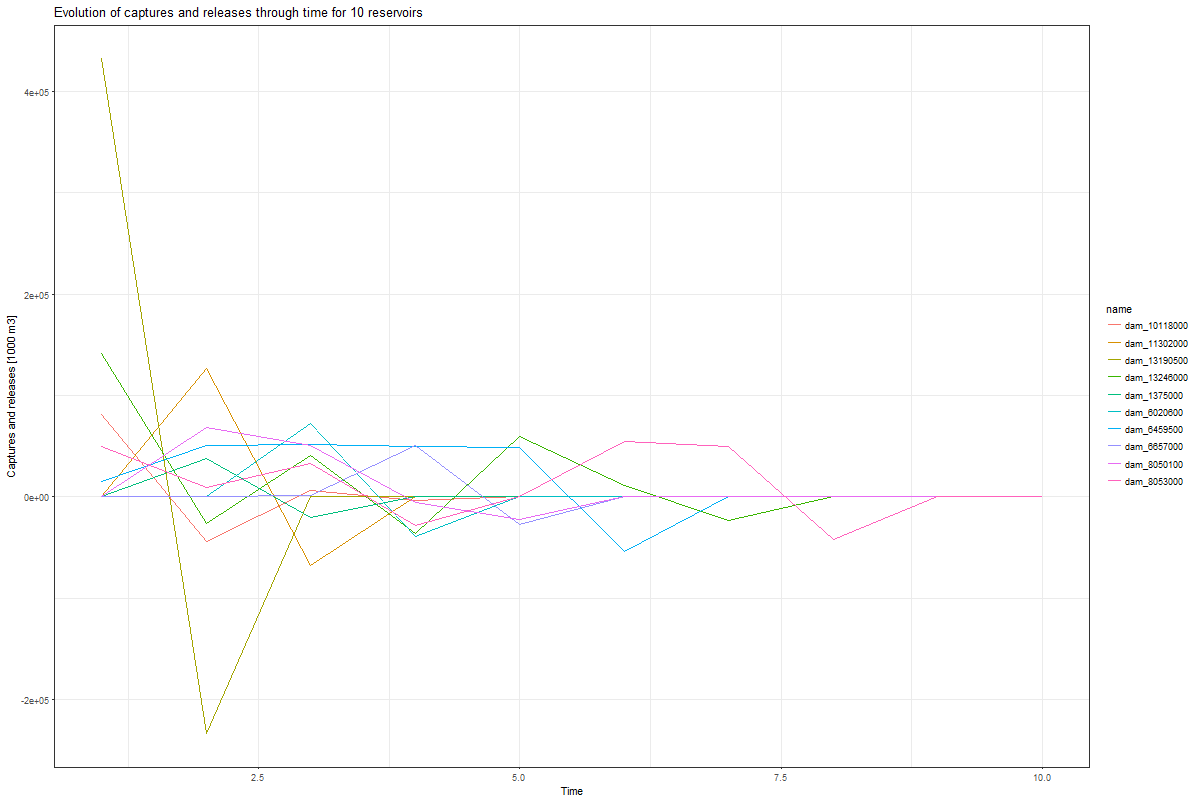 Evolution of captures and releases through time for 10 reservoirs
Captures and releases [1000 m3]
4e+05
2e+05
0e+00
-2e+05
2.5
5.0
7.5
10.0
Time
name
dam_10118000
dam_11302000
dam_13190500
dam_13246000
dam_1375000
dam_6020600
dam_6459500
dam_6657000
dam_8050100
dam_8053000